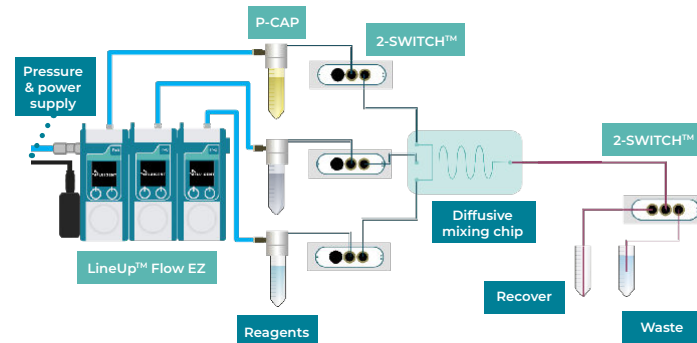 P-CAP
2-SWITCH™
Pressure
& power
supply
2-SWITCH™
Diffusive
mixing chip
LineUp™ Flow EZ
Recover
Reagents
Waste